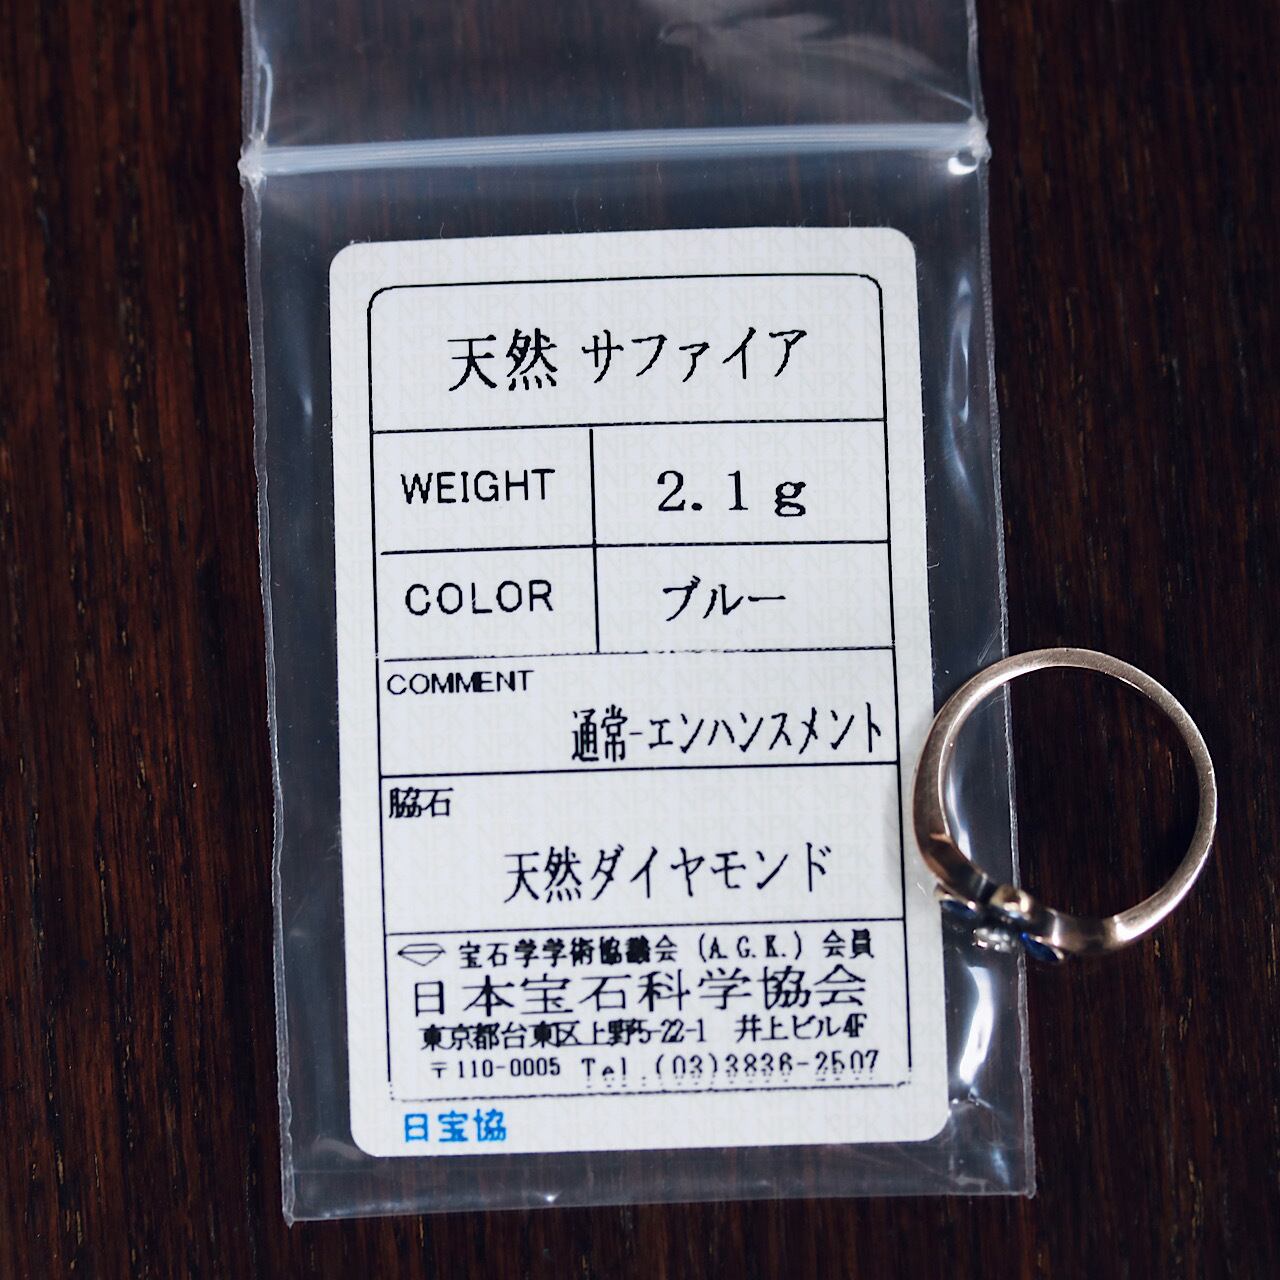 天然 サファイア
WEIGHT 2.1g
COLOR ブルー
COMMENT
通常-エンハンスメント
脇石
天然ダイヤモンド
宝石学学術協議会 (A.G.K.) 会員
日本宝石科学協会
東京都台東区上野5-22-1 井上ビル4F
〒110-0005 Tel.(03)3836-2507
日宝協